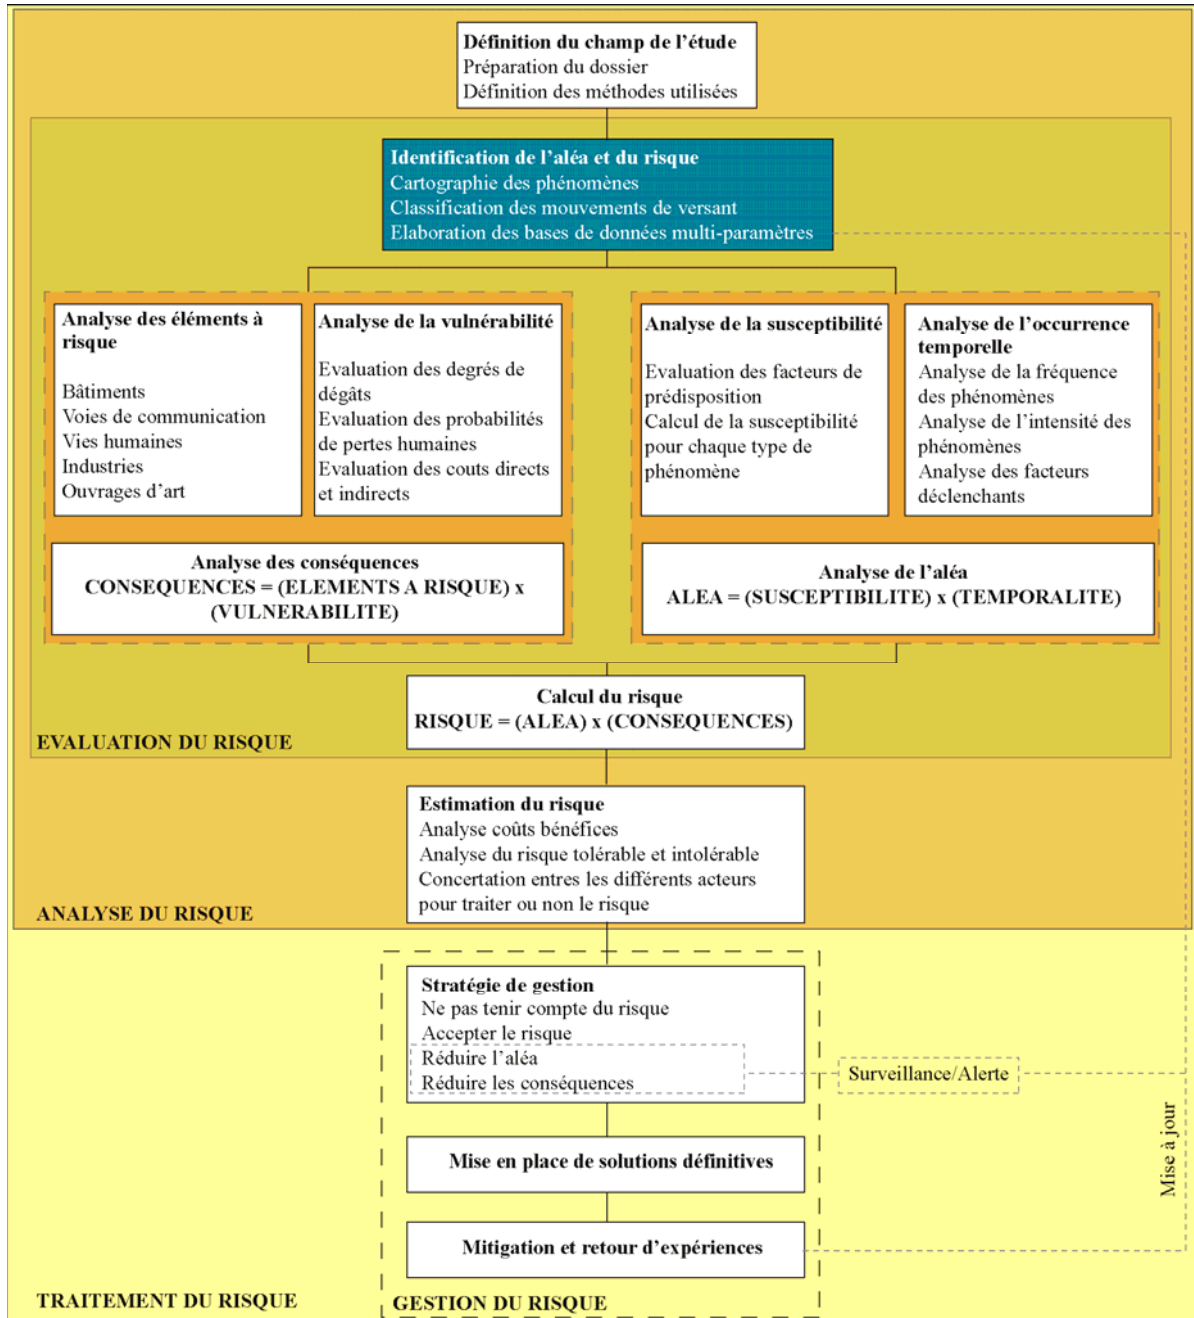 Définition du champ de l’étude
Préparation du dossier
Définition des méthodes utilisées
Identification de l’aléa et du risque
Cartographie des phénomènes
Classification des mouvements de versant
Elaboration des bases de données multi-paramètres
Analyse des éléments à
risque
Bâtiments
Voies de communication
Vies humaines
Industries
Ouvrages d’art
Analyse de la vulnérabilité
Evaluation des degrés de
dégâts
Evaluation des probabilités
de pertes humaines
Evaluation des couts directs
et indirects
Analyse de la susceptibilité
Evaluation des facteurs de
prédisposition
Calcul de la susceptibilité
pour chaque type de
phénomène
Analyse de l’occurrence
temporelle
Analyse de la fréquence
des phénomènes
Analyse de l’intensité des
phénomènes
Analyse des facteurs
déclenchants
Analyse des conséquences
CONSEQUENCES = (ELEMENTS A RISQUE) x
(VULNERABILITE)
Analyse de l’aléa
ALEA = (SUSCEPTIBILITE) x (TEMPORALITE)
Calcul du risque
RISQUE = (ALEA) x (CONSEQUENCES)
EVALUATION DU RISQUE
Estimation du risque
Analyse coûts bénéfices
Analyse du risque tolérable et intolérable
Concertation entres les différents acteurs
pour traiter ou non le risque
ANALYSE DU RISQUE
Stratégie de gestion
Ne pas tenir compte du risque
Accepter le risque
Réduire l’aléa
Réduire les conséquences
Surveillance/Alerte
Mise à jour
Mise en place de solutions définitives
Mitigation et retour d’expériences
TRAITEMENT DU RISQUE
GESTION DU RISQUE